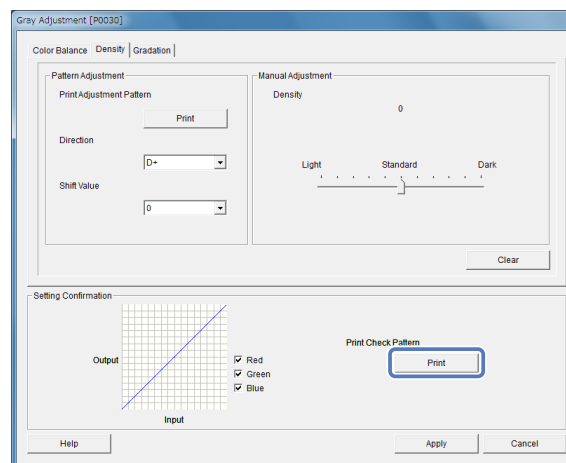 Gray Adjustment [P0030]
Color Balance Density Gradation
Pattern Adjustment
Print Adjustment Pattern
Print
Direction
D+
Shift Value
0
Manual Adjustment
Density
0
Light Standard Dark
Clear
Setting Confirmation
Output
Input
Red
Green
Blue
Print Check Pattern
Print
Help Apply Cancel